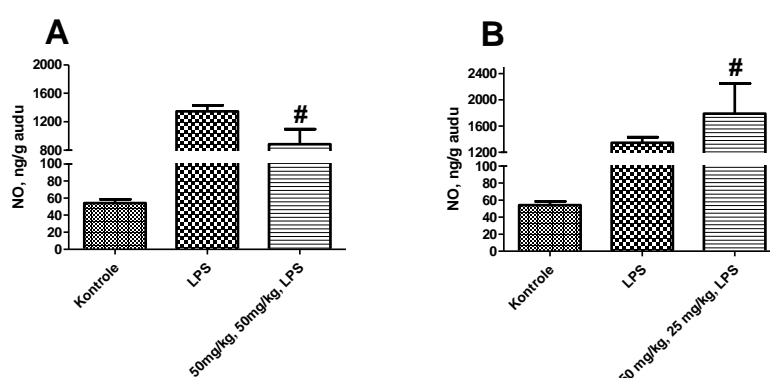 A
NO, ng/g audu
2000
1600
1200
800
100
80
60
40
20
0
#
Kontrole
LPS
50mg/kg, 50mg/kg, LPS
B
NO, ng/g audu
2400
2000
1600
1200
100
80
60
40
20
0
#
Kontrole
LPS
50 mg/kg, 25 mg/kg, LPS